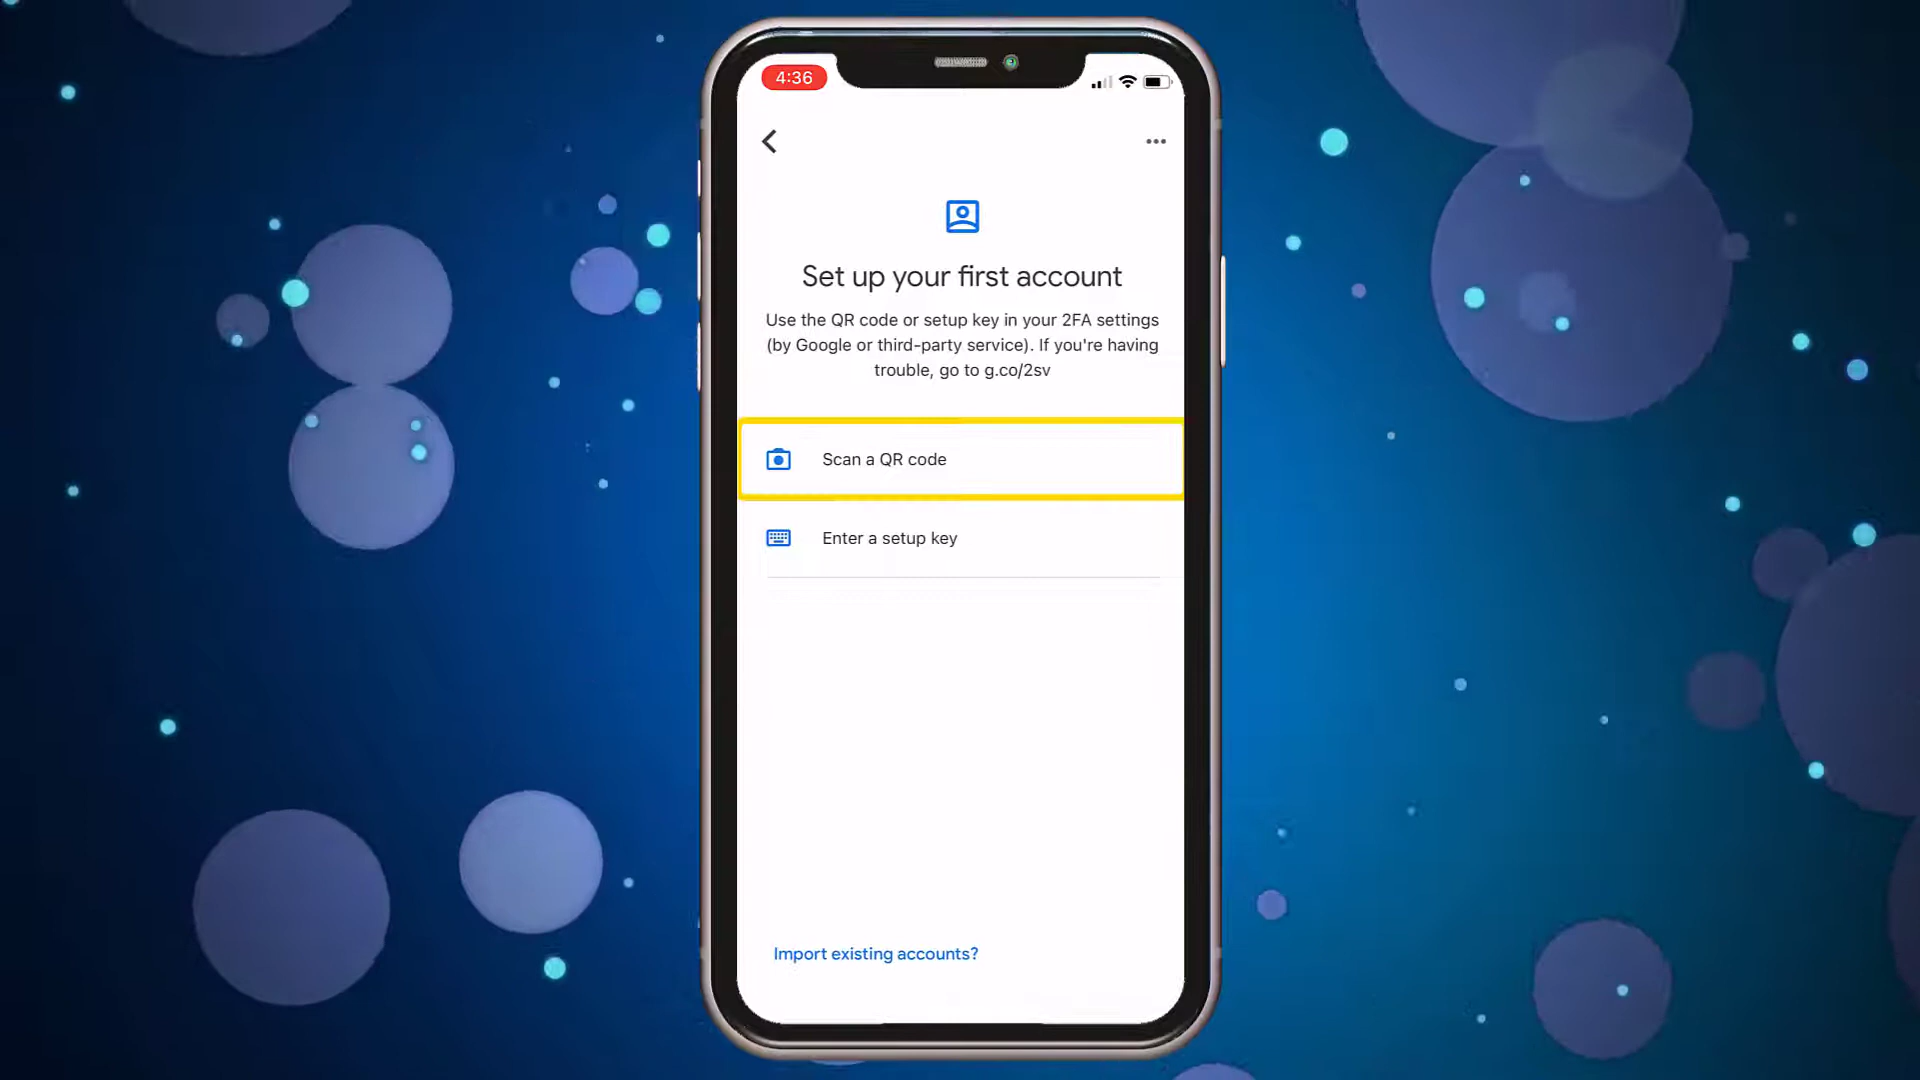 4:36
Set up your first account
Use the QR code or setup key in your 2FA settings
(by Google or third-party service). If you're having
trouble, go to g.co/2sv
Scan a QR code
Enter a setup key
Import existing accounts?